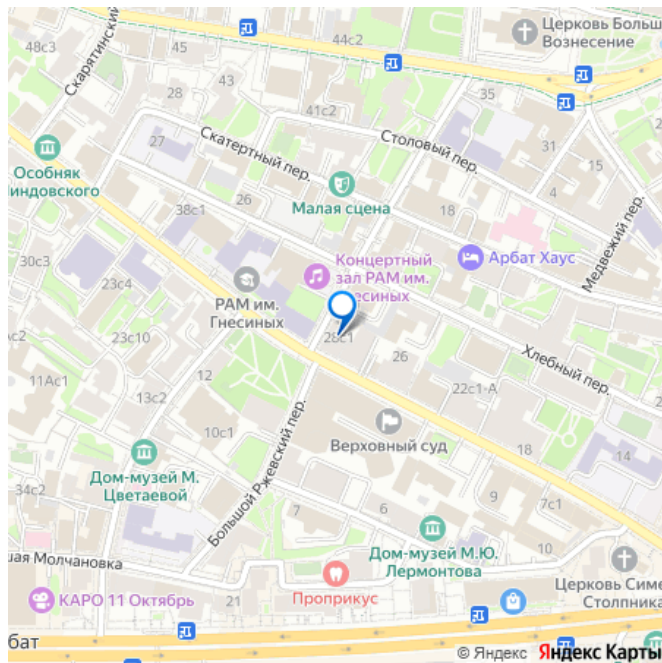 Церковь Больш
Вознесение
48с3
45
44с2
Скарятинский
43
35
28
41с2
Столовый пер.
31
Скатертный пер.
27
15
Особняк
Миндовского
Малая сцена
4
26
18
38с1
Медвежий пер.
30с3
Концертный
зал РАМ им.
Гнесиных
Арбат Хаус
23с4
РАМ им.
Гнесиных
23с10
28с1
26
Хлебный пер.
11Ас1
12
22с1-А
13с2
10с1
Верховный суд
18
14
Большой Ржевский пер.
Дом-музей М.
Цветаевой
34с2
9
7с1
7
6
10
Дом-музей М.Ю.
Лермонтова
шая Молчановка
Церковь Симе
Столпника
КАРО 11 Октябрь
21
Проприкус
бат
© Яндекс Яндекс Карты